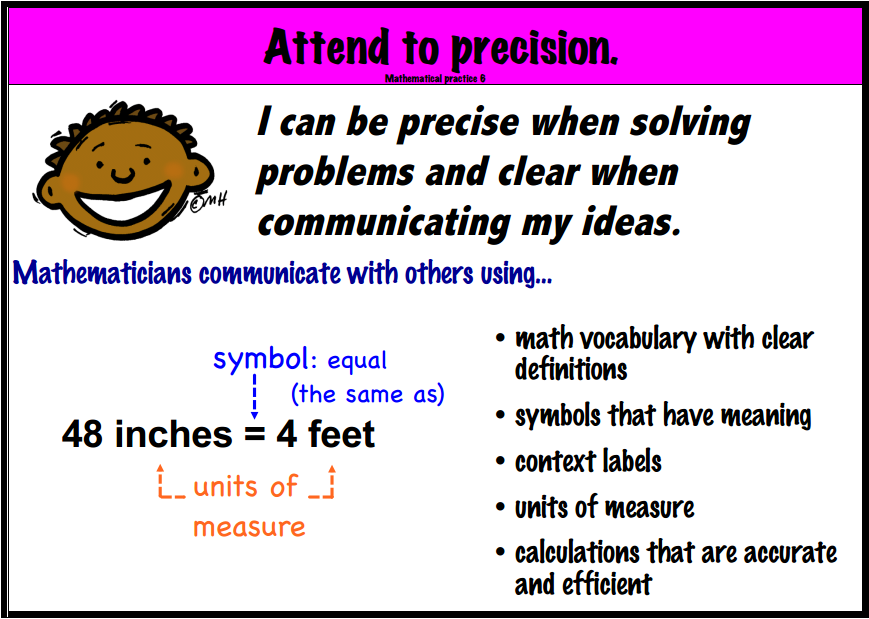 Attend to precision.
Mathematical practice 6
I can be precise when solving
problems and clear when
communicating my ideas.
©MH
Mathematicians communicate with others using...
symbol: equal
(the same as)
48 inches = 4 feet
units of
measure
• math vocabulary with clear
definitions
• symbols that have meaning
• context labels
• units of measure
• calculations that are accurate
and efficient